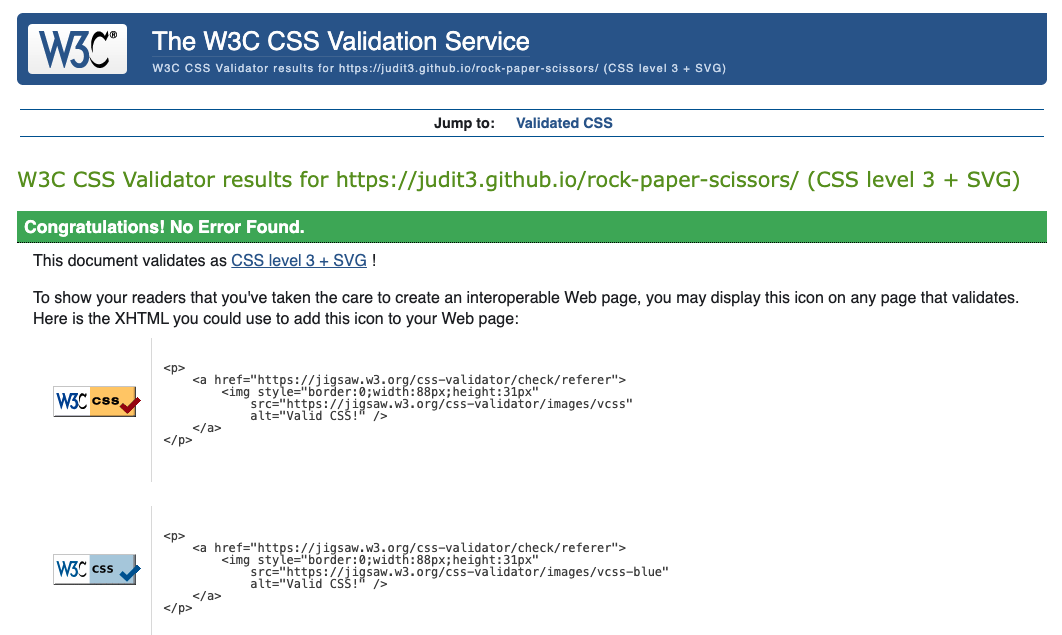 W3C®
The W3C CSS Validation Service
W3C CSS Validator results for https://judit3.github.io/rock-paper-scissors/ (CSS level 3 + SVG)
Jump to: Validated CSS
W3C CSS Validator results for https://judit3.github.io/rock-paper-scissors/ (CSS level 3 + SVG)
Congratulations! No Error Found.
This document validates as CSS level 3 + SVG !
To show your readers that you've taken the care to create an interoperable Web page, you may display this icon on any page that validates.
Here is the XHTML you could use to add this icon to your Web page:
W3C css
<p>
    <a href="https://jigsaw.w3.org/css-validator/check/referer">
        <img style="border:0;width:88px;height:31px"
            src="https://jigsaw.w3.org/css-validator/images/vcss"
            alt="Valid CSS!" />
    </a>
</p>
W3C css
<p>
    <a href="https://jigsaw.w3.org/css-validator/check/referer">
        <img style="border:0;width:88px;height:31px"
            src="https://jigsaw.w3.org/css-validator/images/vcss-blue"
            alt="Valid CSS!" />
    </a>
</p>